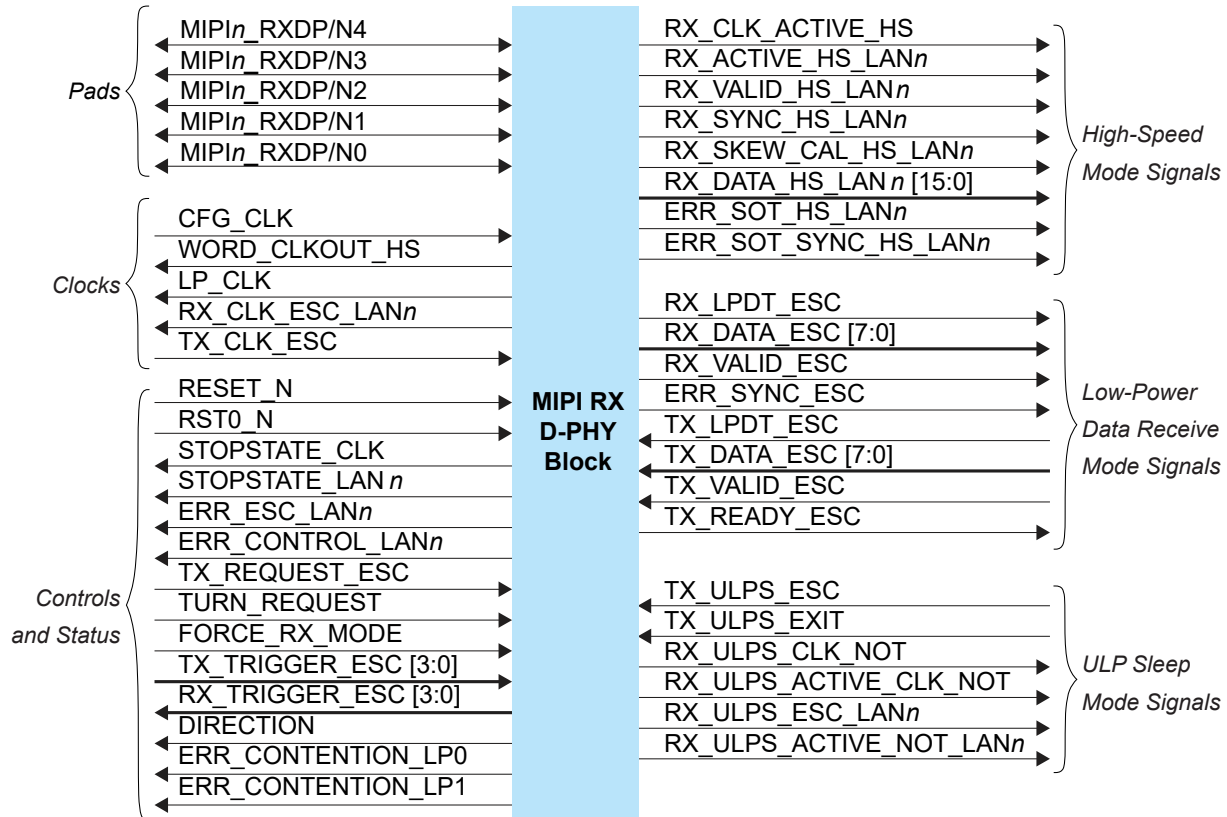 Pads
MIPIn_RXDP/N4
MIPIn_RXDP/N3
MIPIn_RXDP/N2
MIPIn_RXDP/N1
MIPIn_RXDP/N0
Clocks
CFG_CLK
WORD_CLKOUT_HS
LP_CLK
RX_CLK_ESC_LANn
TX_CLK_ESC
Controls
and Status
RESET_N
RST0_N
STOPSTATE_CLK
STOPSTATE_LAN n
ERR_ESC_LANn
ERR_CONTROL_LANn
TX_REQUEST_ESC
TURN_REQUEST
FORCE_RX_MODE
TX_TRIGGER_ESC [3:0]
RX_TRIGGER_ESC [3:0]
DIRECTION
ERR_CONTENTION_LP0
ERR_CONTENTION_LP1
MIPI RX
D-PHY
Block
RX_CLK_ACTIVE_HS
RX_ACTIVE_HS_LANn
RX_VALID_HS_LANn
RX_SYNC_HS_LANn
RX_SKEW_CAL_HS_LANn
RX_DATA_HS_LAN n [15:0]
ERR_SOT_HS_LANn
ERR_SOT_SYNC_HS_LANn
High-Speed
Mode Signals
RX_LPDT_ESC
RX_DATA_ESC [7:0]
RX_VALID_ESC
ERR_SYNC_ESC
TX_LPDT_ESC
TX_DATA_ESC [7:0]
TX_VALID_ESC
TX_READY_ESC
Low-Power
Data Receive
Mode Signals
TX_ULPS_ESC
TX_ULPS_EXIT
RX_ULPS_CLK_NOT
RX_ULPS_ACTIVE_CLK_NOT
RX_ULPS_ESC_LANn
RX_ULPS_ACTIVE_NOT_LANn
ULP Sleep
Mode Signals